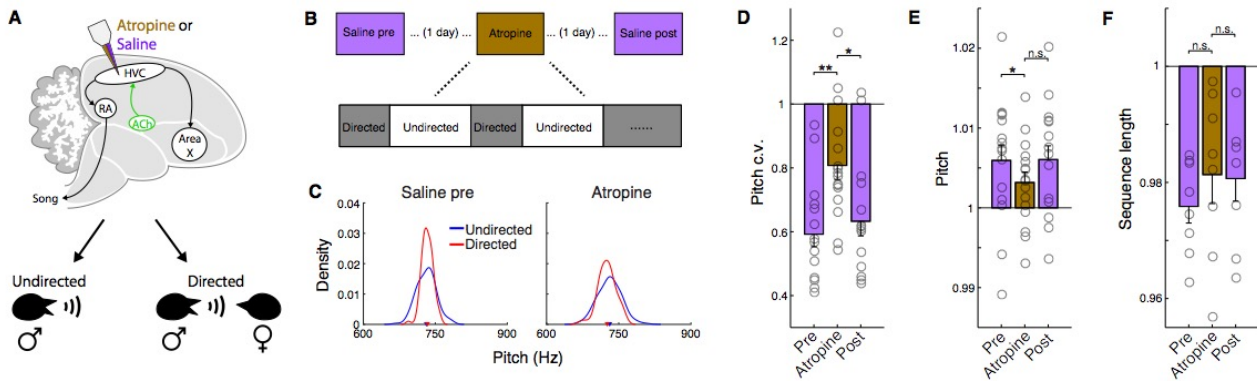 A
Atropine or
Saline
HVC
RA
ACh
Area
X
Song
Undirected
Directed
♂
♂
♀
B
Saline pre
... (1 day) ...
Atropine
... (1 day) ...
Saline post
Directed
Undirected
Directed
Undirected
......
C
Saline pre
Atropine
Undirected
Directed
Density
0.04
0.03
0.02
0.01
0
600
750
900
600
750
900
Pitch (Hz)
D
Pitch c.v.
1.2
1
0.8
0.6
0.4
**
*
Pre
Atropine
Post
E
Pitch
1.02
1.01
1
0.99
*
n.s.
Pre
Atropine
Post
F
Sequence length
1
0.98
0.96
n.s.
n.s.
Pre
Atropine
Post